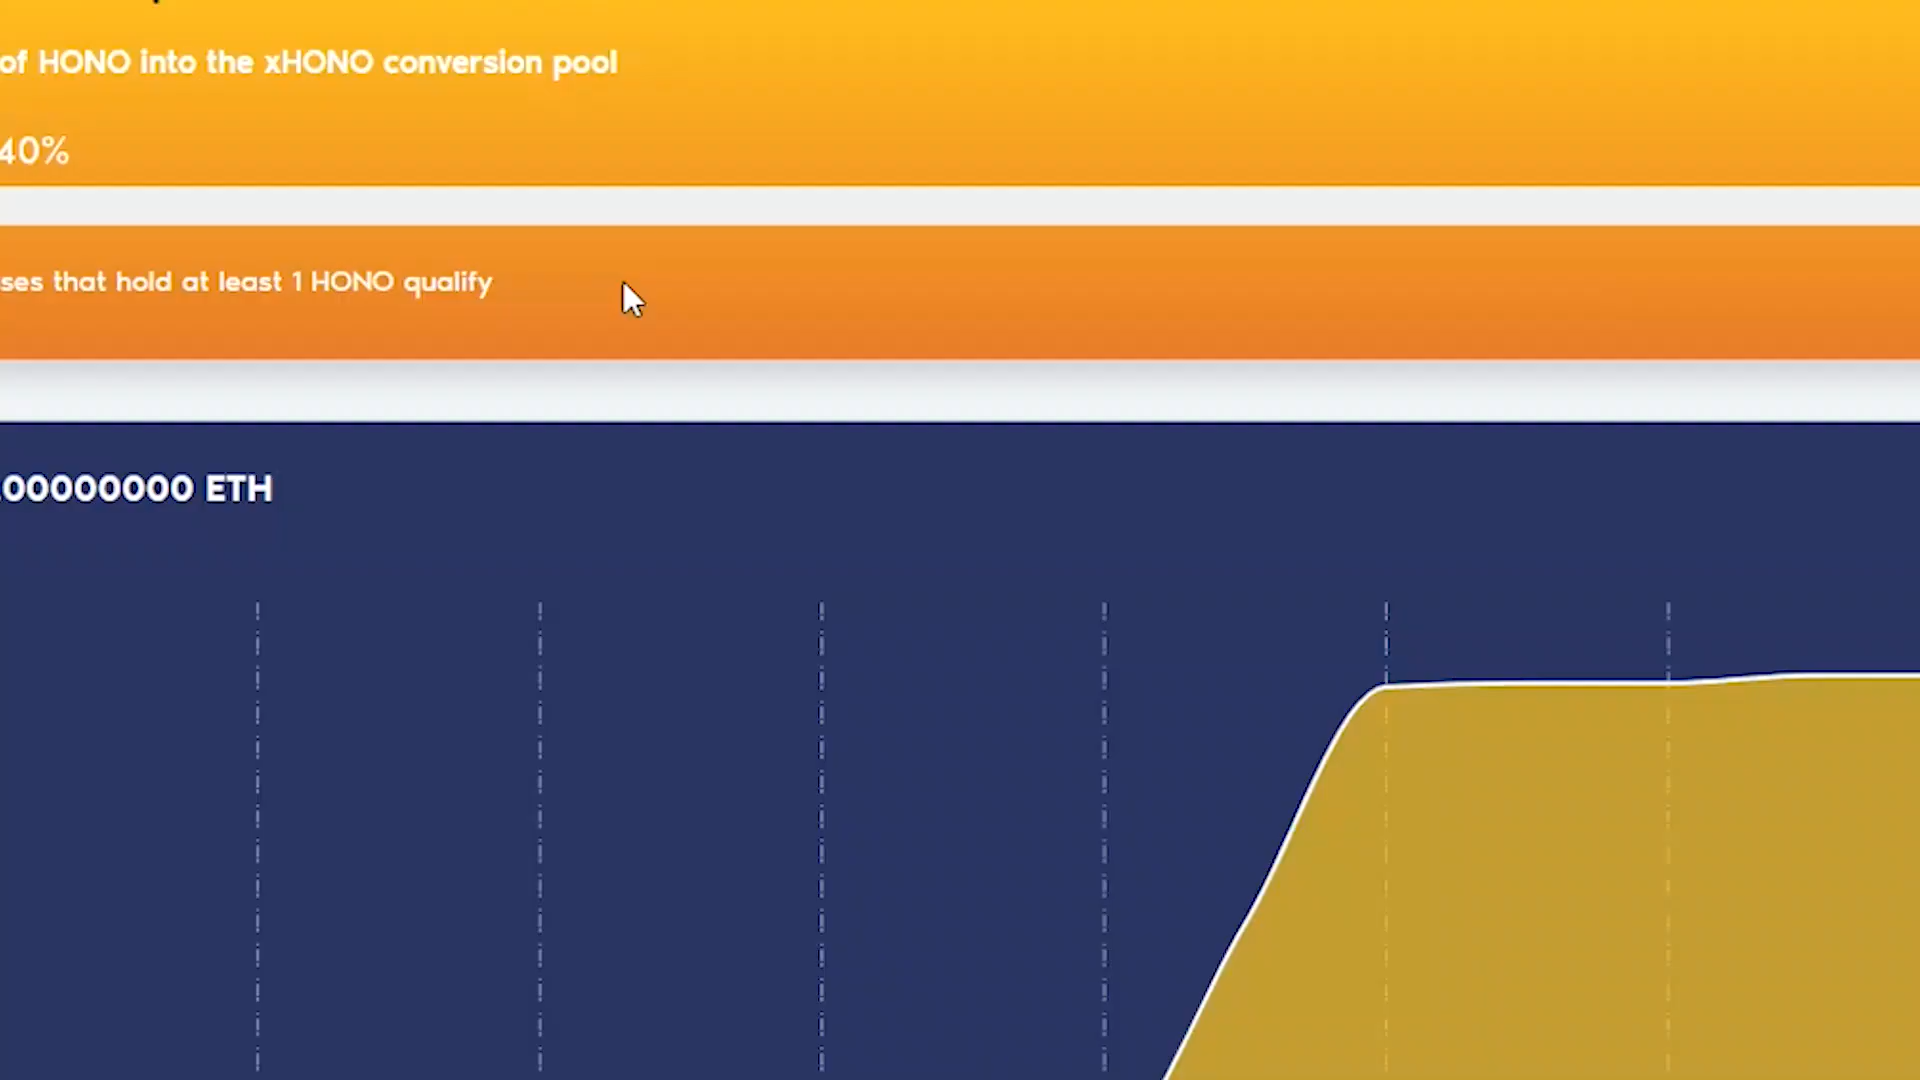 of HONO into the xHONO conversion pool
40%
ses that hold at least 1 HONO qualify
.00000000 ETH